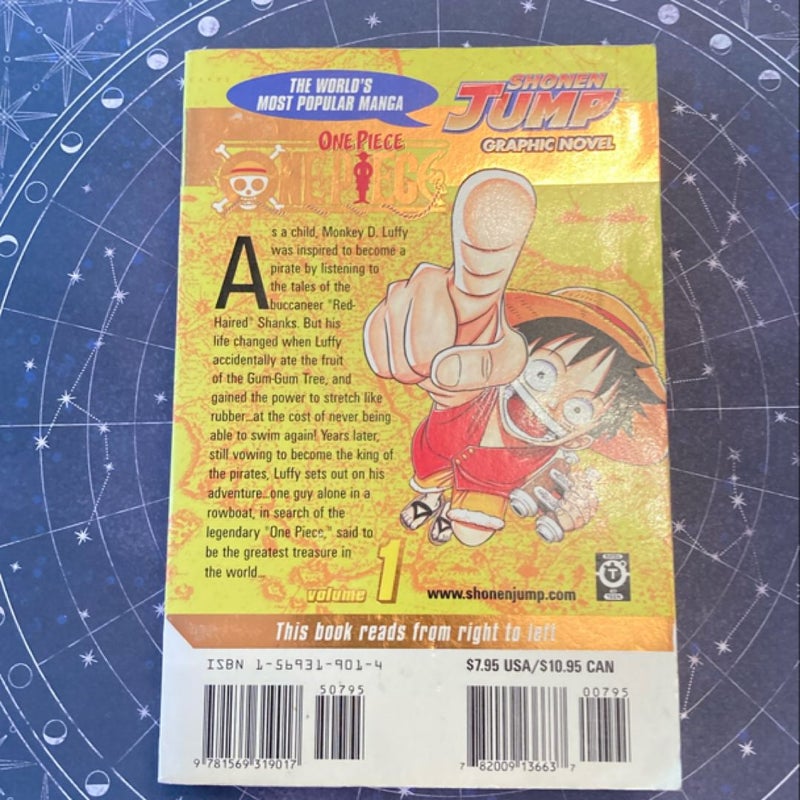 THE WORLD'S
MOST POPULAR MANGA
SHONEN
JUMP
GRAPHIC NOVEL
ONE PIECE
ONE PIECE
As a child, Monkey D. Luffy
was inspired to become a
pirate by listening to
the tales of the
buccaneer "Red-
Haired" Shanks. But his
life changed when Luffy
accidentally ate the fruit
of the Gum-Gum Tree, and
gained the power to stretch like
rubber...at the cost of never being
able to swim again! Years later,
still vowing to become the king of
the pirates, Luffy sets out on his
adventure...one guy alone in a
rowboat, in search of the
legendary "One Piece," said to
be the greatest treasure in
the world...
volume 1
www.shonenjump.com
T
This book reads from right to left
ISBN 1-56931-901-4
$7.95 USA/$10.95 CAN
50795
00795
9 781569 319017
7 82009 13663 7